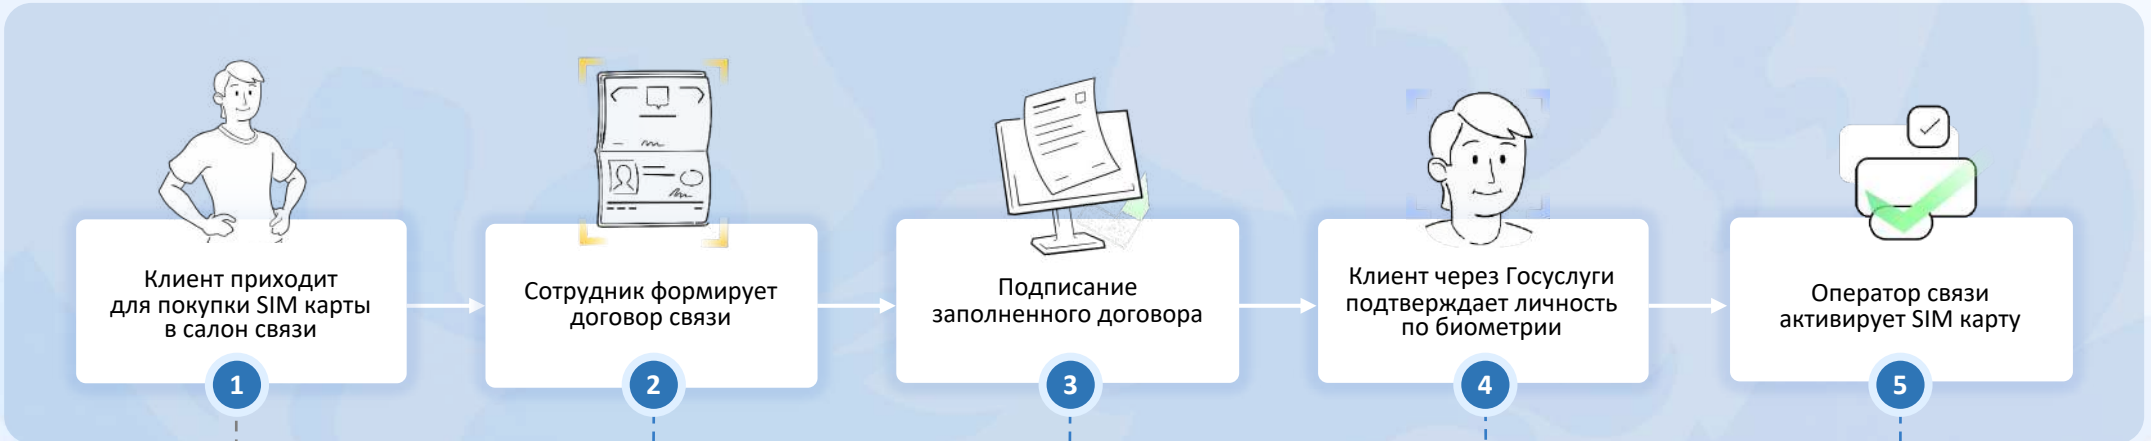 Клиент приходит
для покупки SIM карты
в салон связи
1
Сотрудник формирует
договор связи
2
Подписание
заполненного договора
3
Клиент через Госуслуги
подтверждает личность
по биометрии
4
Оператор связи
активирует SIM карту
5